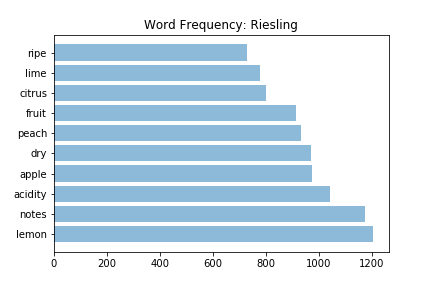 Word Frequency: Riesling
ripe
lime
citrus
fruit
peach
dry
apple
acidity
notes
lemon
0 200 400 600 800 1000 1200